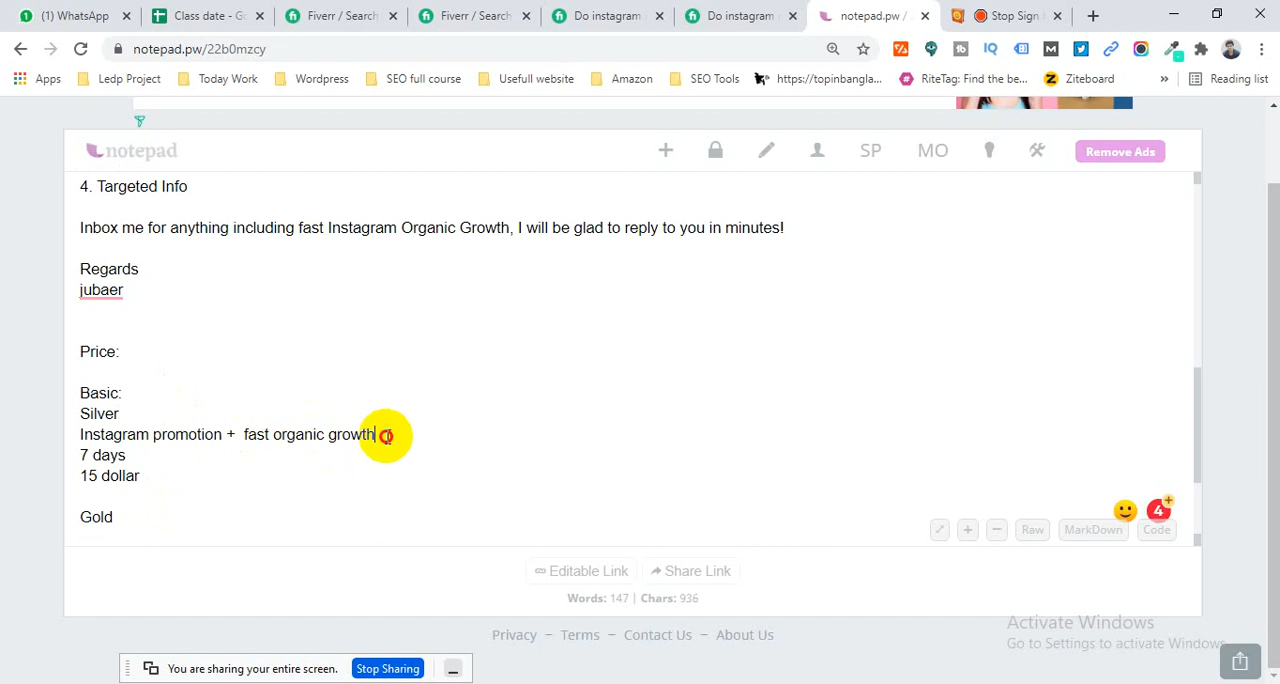 (1) WhatsApp
Class date - Go
Fiverr / Search
Fiverr / Search
Do instagram
Do instagram
notepad.pw /
Stop Sign
notepad.pw/22b0mzcy
Apps
Ledp Project
Today Work
Wordpress
SEO full course
Usefull website
Amazon
SEO Tools
https://topinbangla...
RiteTag: Find the be...
Ziteboard
»
Reading list
notepad
SP
MO
Remove Ads
4. Targeted Info
Inbox me for anything including fast Instagram Organic Growth, I will be glad to reply to you in minutes!
Regards
jubaer
Price:
Basic:
Silver
Instagram promotion +  fast organic growth
7 days
15 dollar
Gold
4
Raw
MarkDown
Code
Editable Link
Share Link
Words: 147 | Chars: 936
Privacy – Terms – Contact Us – About Us
Activate Windows
Go to Settings to activate Windows.
You are sharing your entire screen.
Stop Sharing